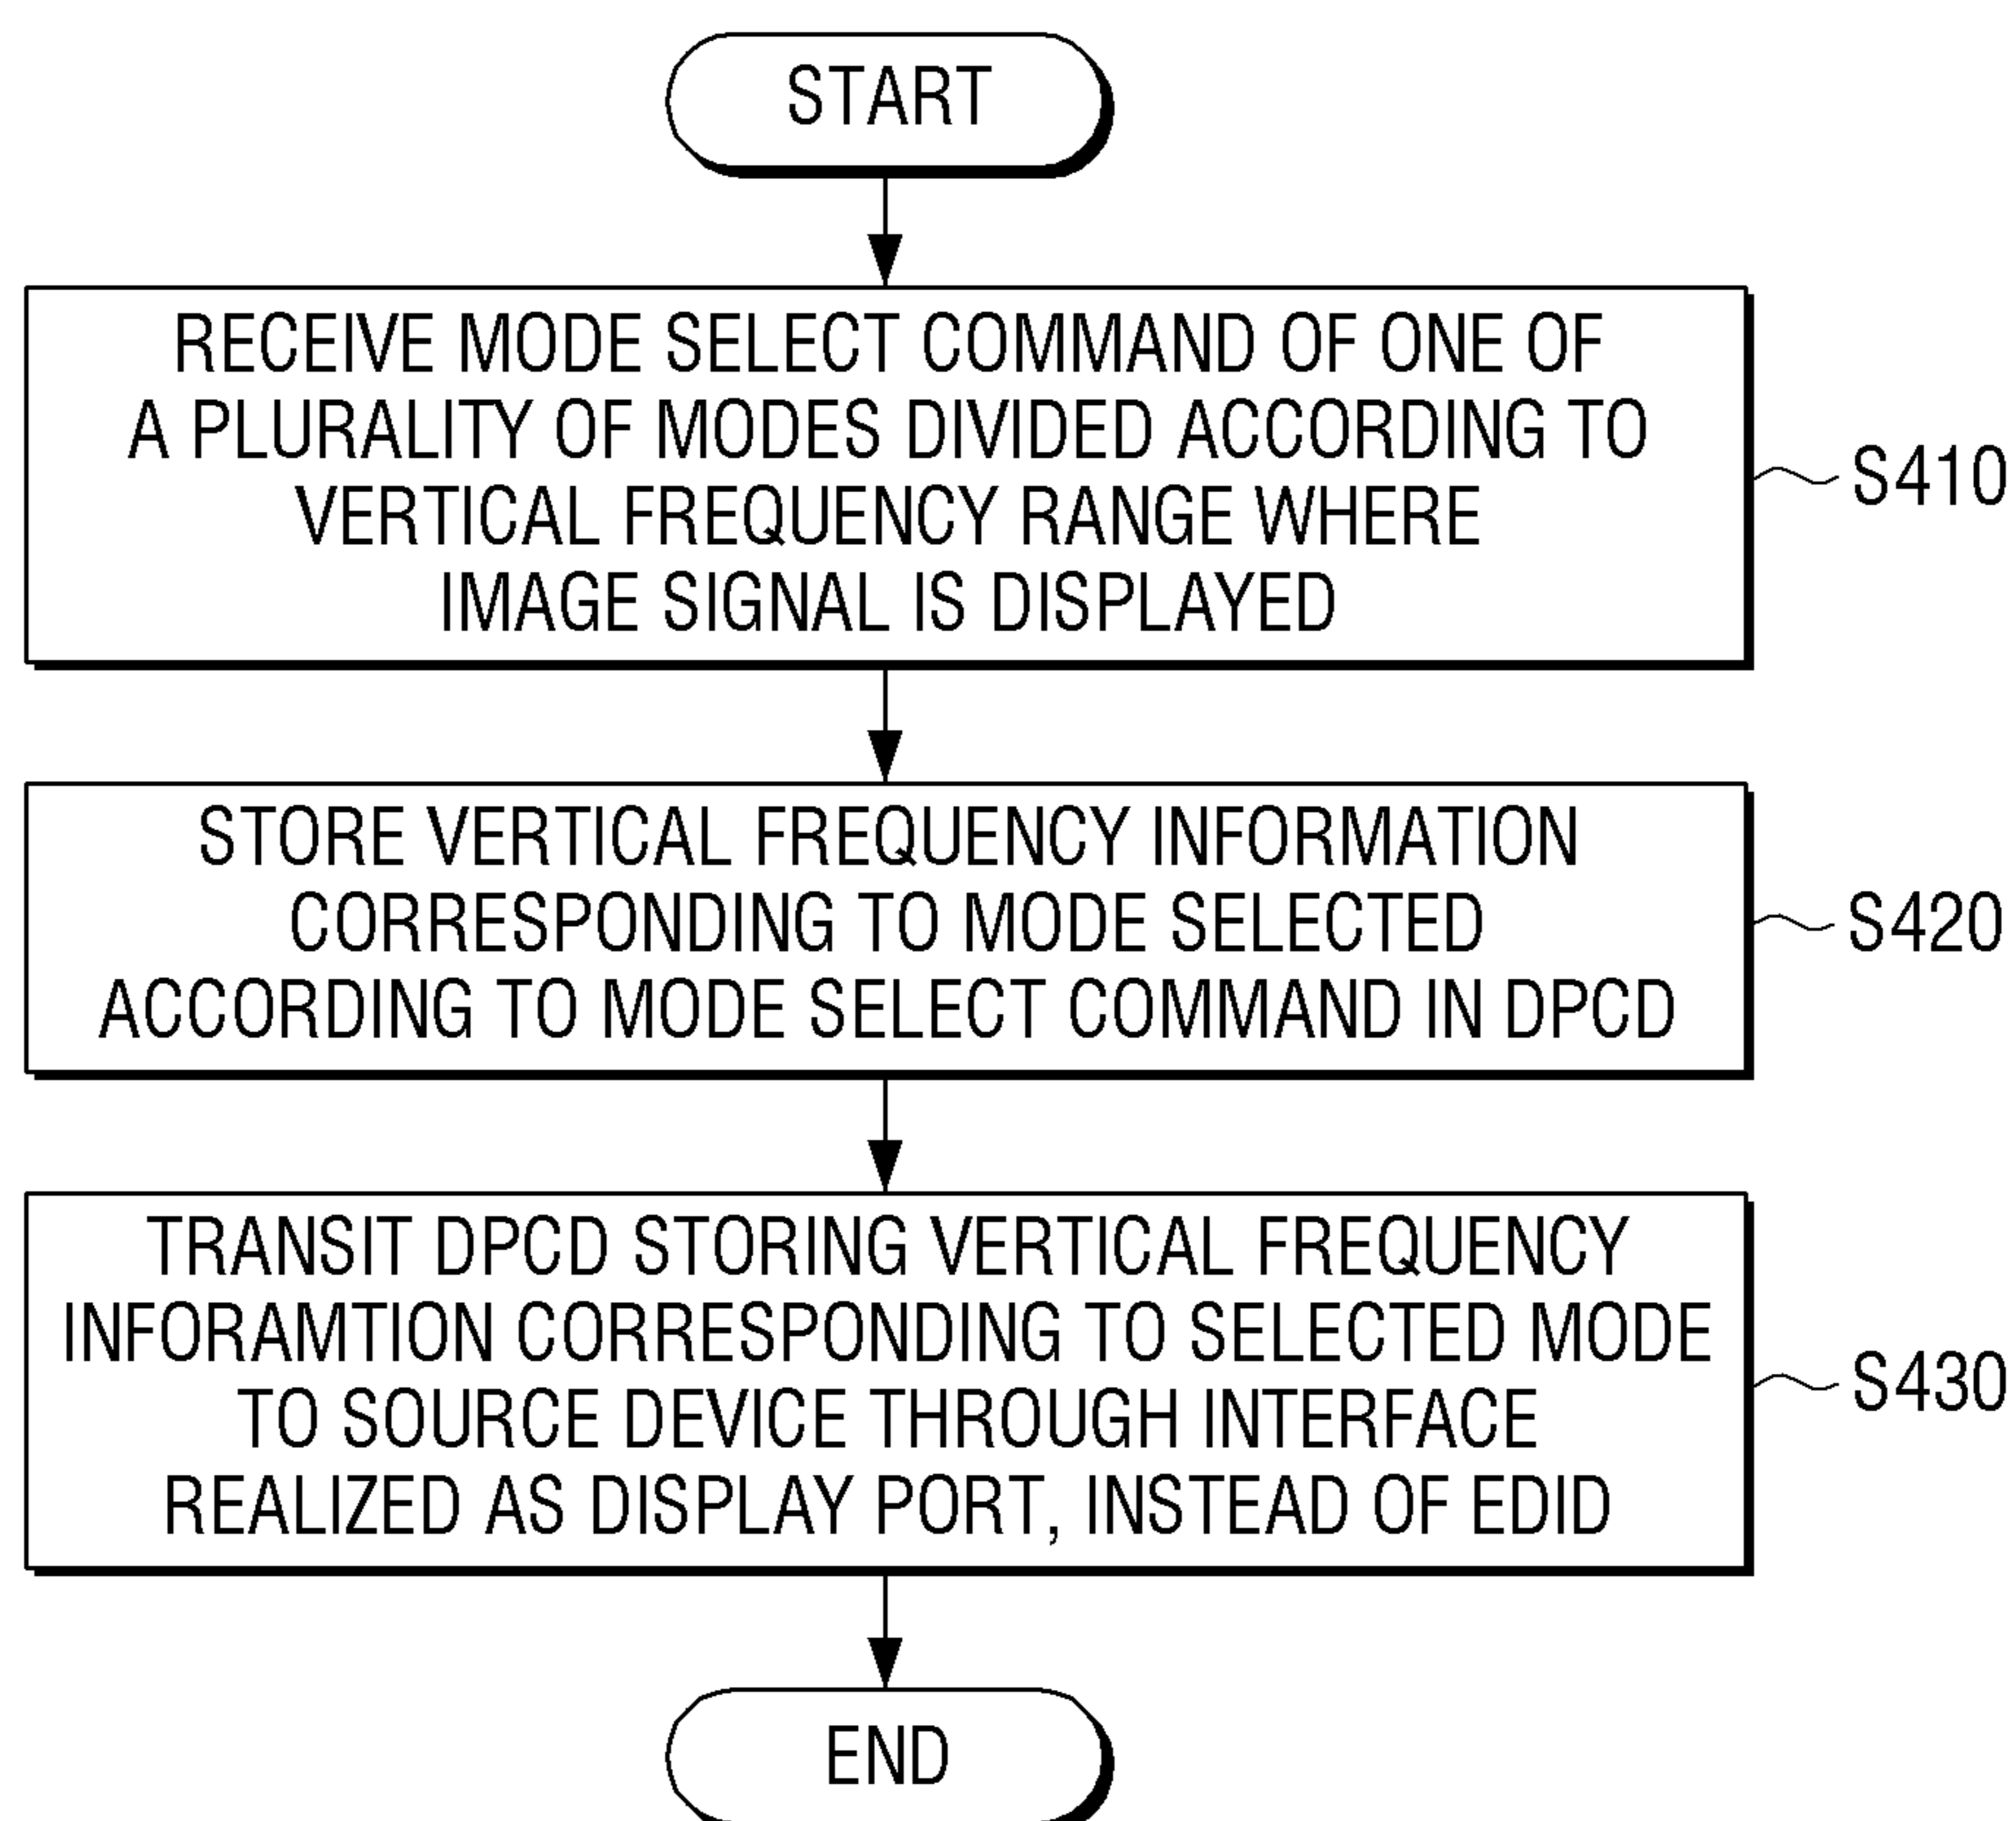 START
RECEIVE MODE SELECT COMMAND OF ONE OF
A PLURALITY OF MODES DIVIDED ACCORDING TO
VERTICAL FREQUENCY RANGE WHERE
IMAGE SIGNAL IS DISPLAYED
S410
STORE VERTICAL FREQUENCY INFORMATION
CORRESPONDING TO MODE SELECTED
ACCORDING TO MODE SELECT COMMAND IN DPCD
S420
TRANSIT DPCD STORING VERTICAL FREQUENCY
INFORAMTION CORRESPONDING TO SELECTED MODE
TO SOURCE DEVICE THROUGH INTERFACE
REALIZED AS DISPLAY PORT, INSTEAD OF EDID
S430
END